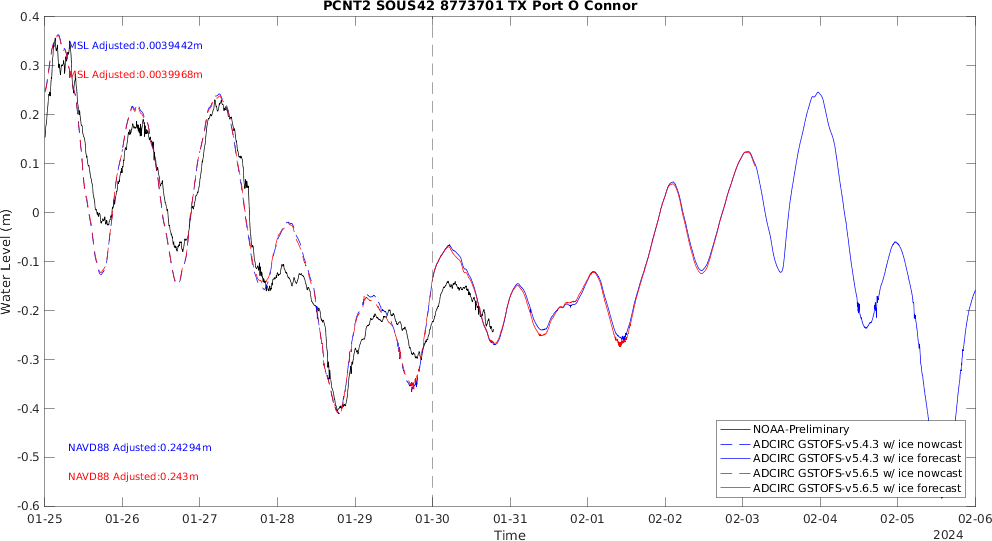 PCNT2 SOUS42 8773701 TX Port O Connor
0.4
0.3
0.2
0.1
0
-0.1
-0.2
-0.3
-0.4
-0.5
-0.6
Water Level (m)
MSL Adjusted:0.0039442m
MSL Adjusted:0.0039968m
NAVD88 Adjusted:0.24294m
NAVD88 Adjusted:0.243m
NOAA-Preliminary
ADCIRC GSTOFS-v5.4.3 w/ ice nowcast
ADCIRC GSTOFS-v5.4.3 w/ ice forecast
ADCIRC GSTOFS-v5.6.5 w/ ice nowcast
ADCIRC GSTOFS-v5.6.5 w/ ice forecast
01-25 01-26 01-27 01-28 01-29 01-30 01-31 02-01 02-02 02-03 02-04 02-05 02-06
Time
2024